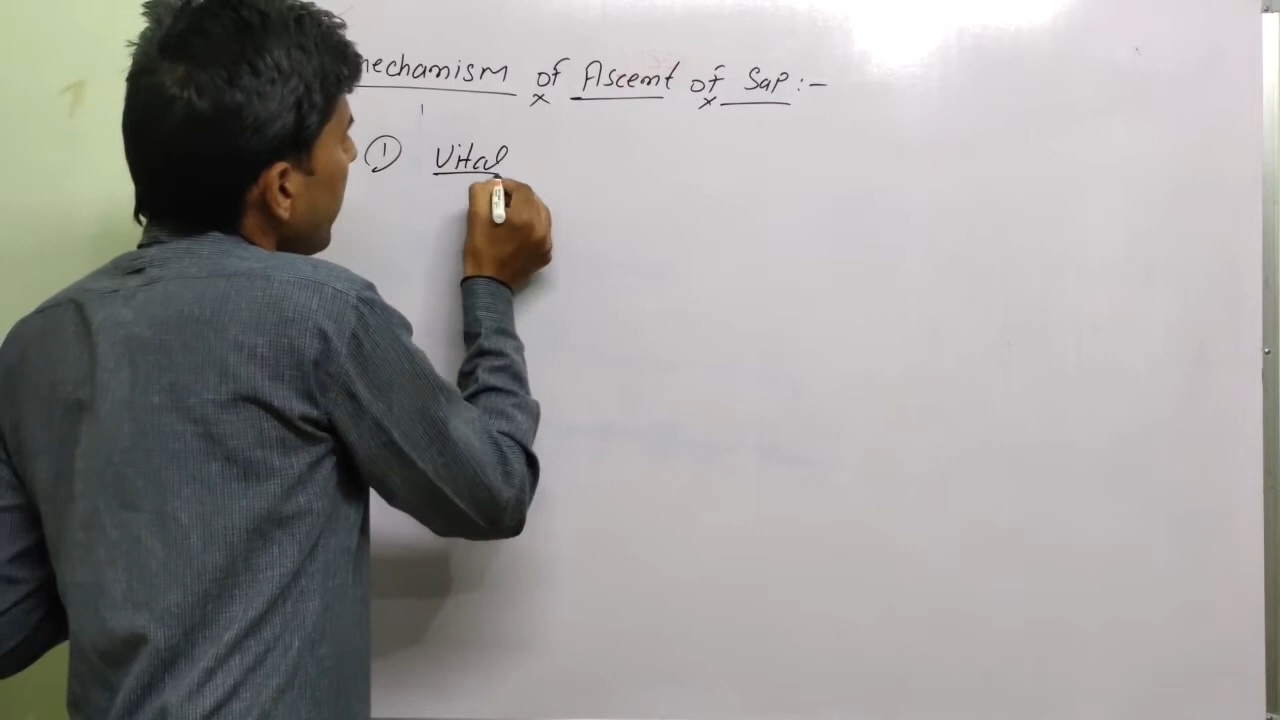 mechanism of Ascent of Sap :-
① Vital